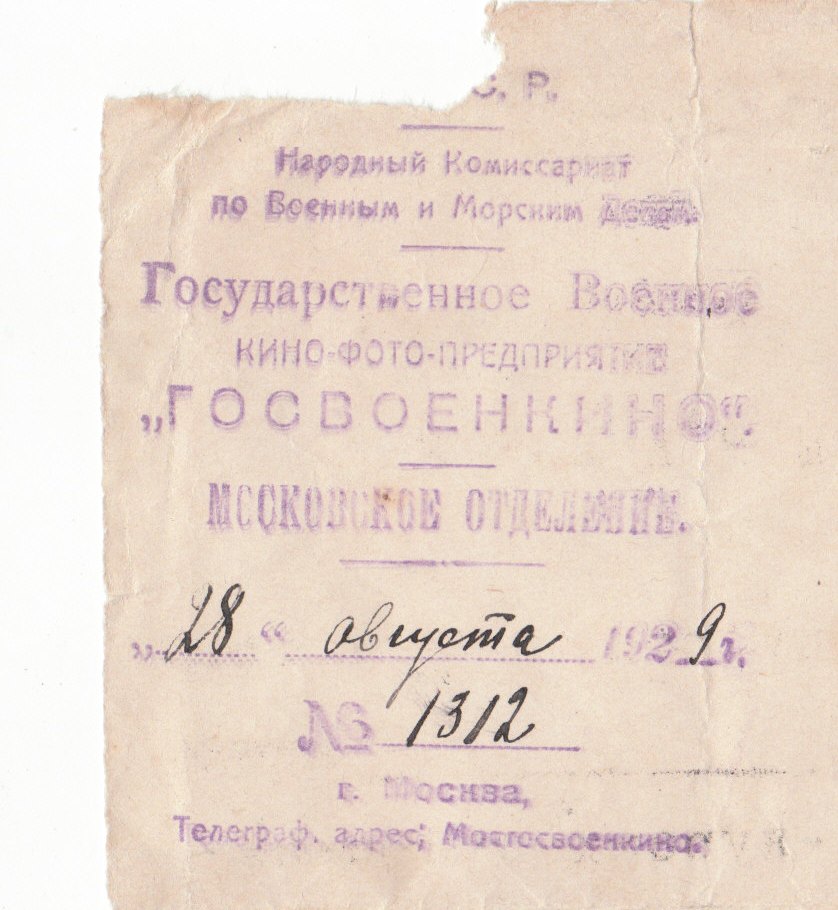 С. Р.
Народный Комиссариат
по Военным и Морским Делам.
Государственное Военное
КИНО-ФОТО-ПРЕДПРИЯТИЕ
„ГОСВОЕНКИНО“.
МОСКОВСКОЕ ОТДЕЛЕНИЕ.
„28“ августа 1929 г.
№ 1312
г. Москва,
Телеграф. адрес; Мосгосвоенкино.